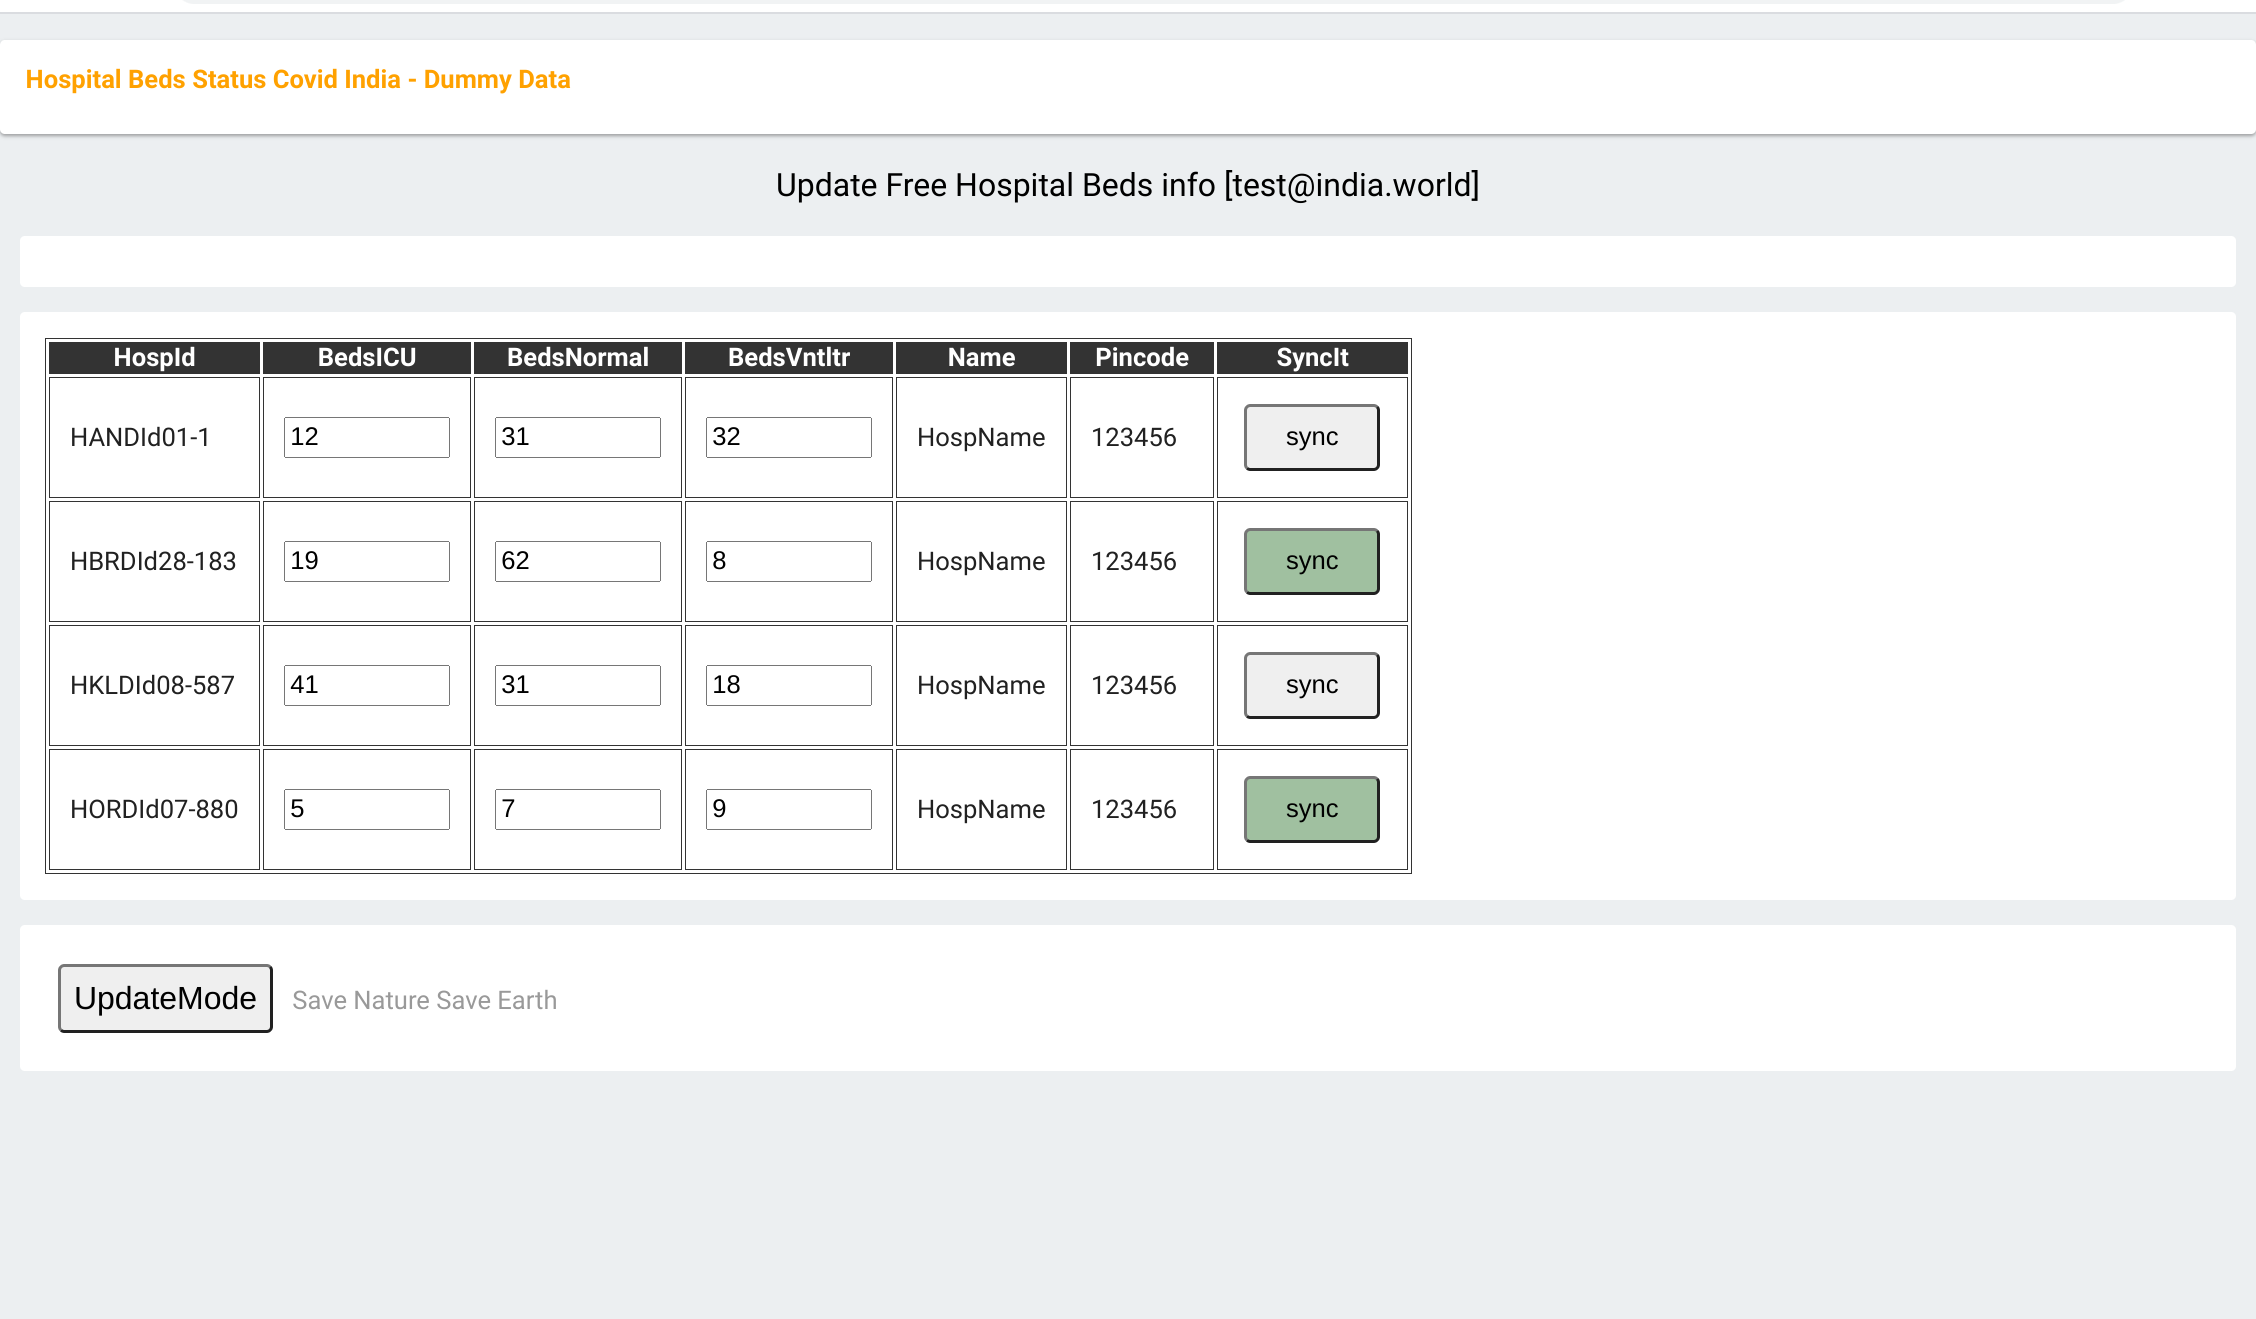 Hospital Beds Status Covid India - Dummy Data
Update Free Hospital Beds info [test@india.world]
HospId BedsICU BedsNormal BedsVntltr Name Pincode SyncIt
HANDId01-1 12 31 32 HospName 123456 sync
HBRDId28-183 19 62 8 HospName 123456 sync
HKLDId08-587 41 31 18 HospName 123456 sync
HORDId07-880 5 7 9 HospName 123456 sync
UpdateMode Save Nature Save Earth